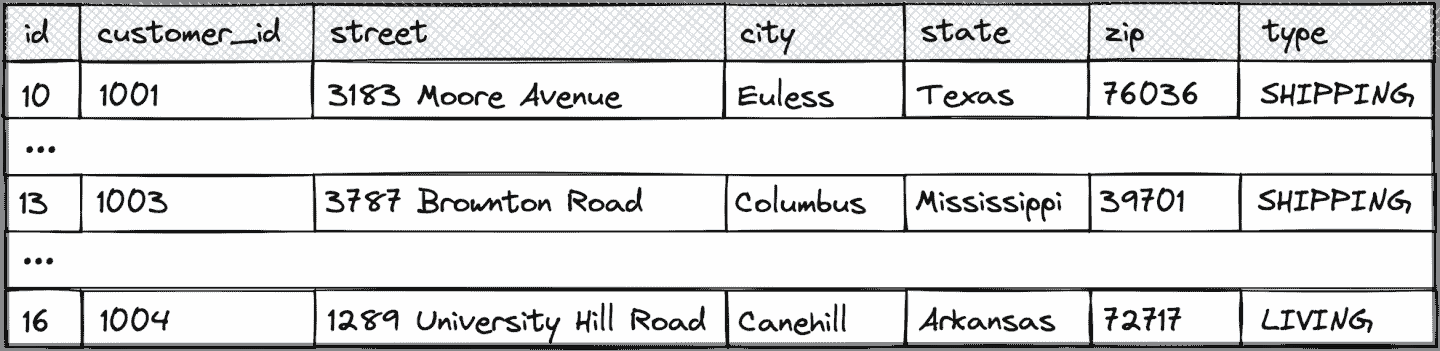 id customer_id street city state zip type
10 1001 3183 Moore Avenue Euless Texas 76036 SHIPPING
...
13 1003 3787 Brownton Road Columbus Mississippi 39701 SHIPPING
...
16 1004 1289 University Hill Road Canehill Arkansas 72717 LIVING